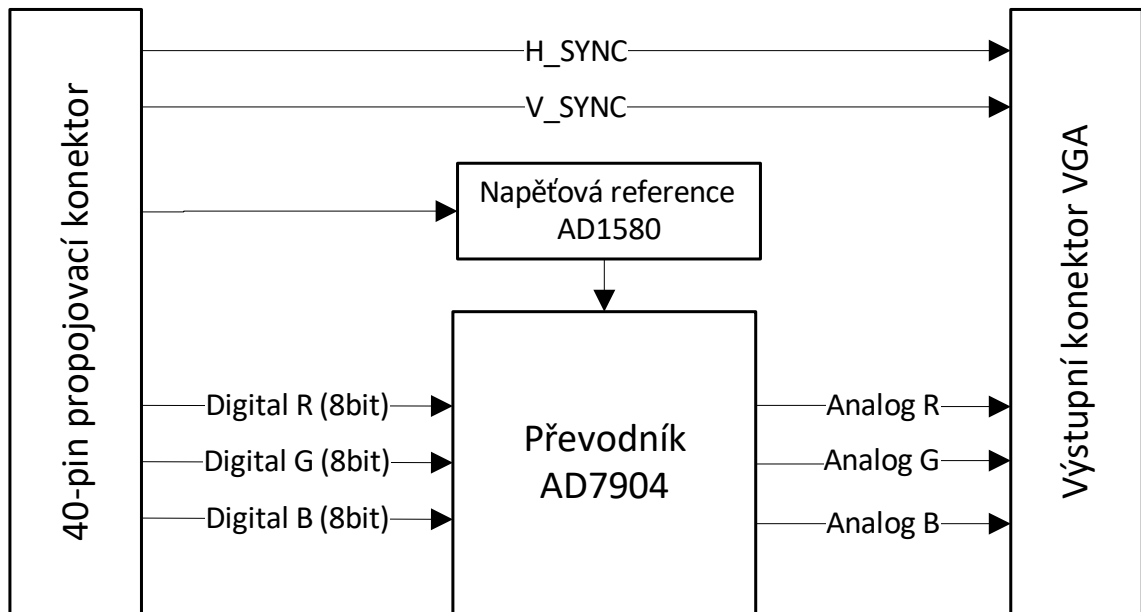 40-pin propojovací konektor
H_SYNC
V_SYNC
Napěťová reference
AD1580
Digital R (8bit)
Digital G (8bit)
Digital B (8bit)
Převodník
AD7904
Analog R
Analog G
Analog B
Výstupní konektor VGA